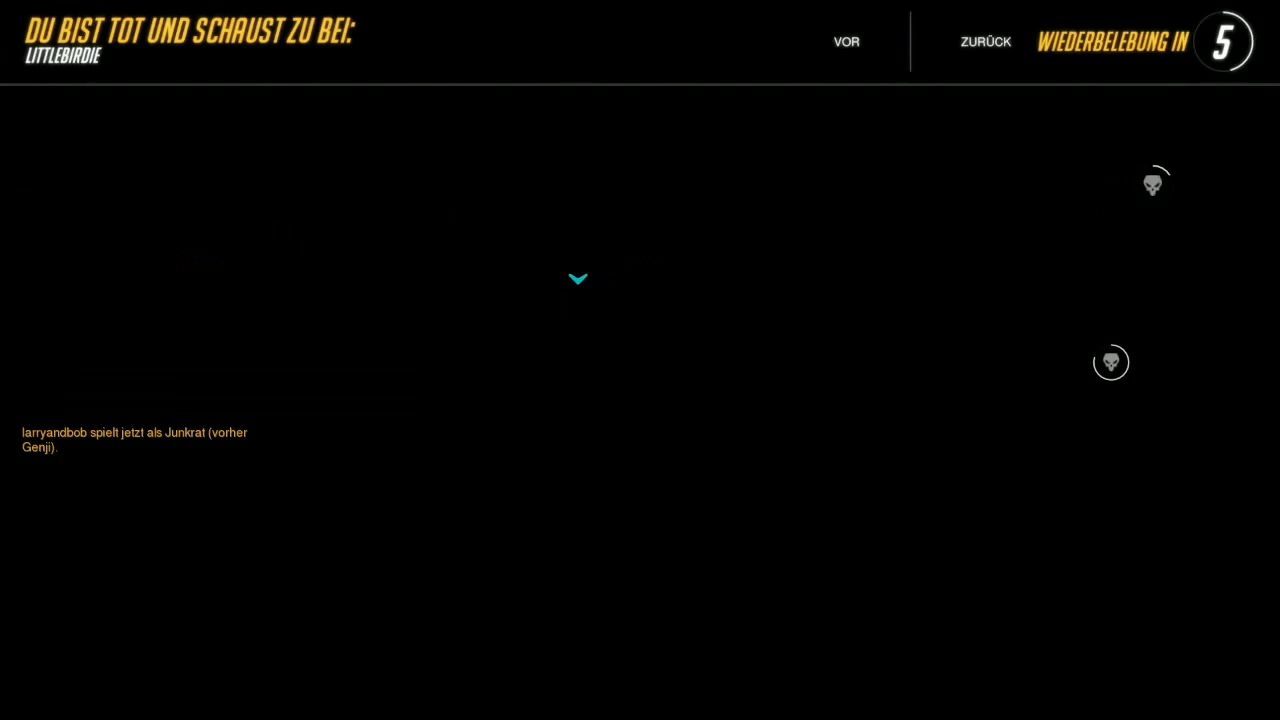 DU BIST TOT UND SCHAUST ZU BEI:
LITTLEBIRDIE
VOR
ZURÜCK
WIEDERBELEBUNG IN
5
larryandbob spielt jetzt als Junkrat (vorher
Genji).